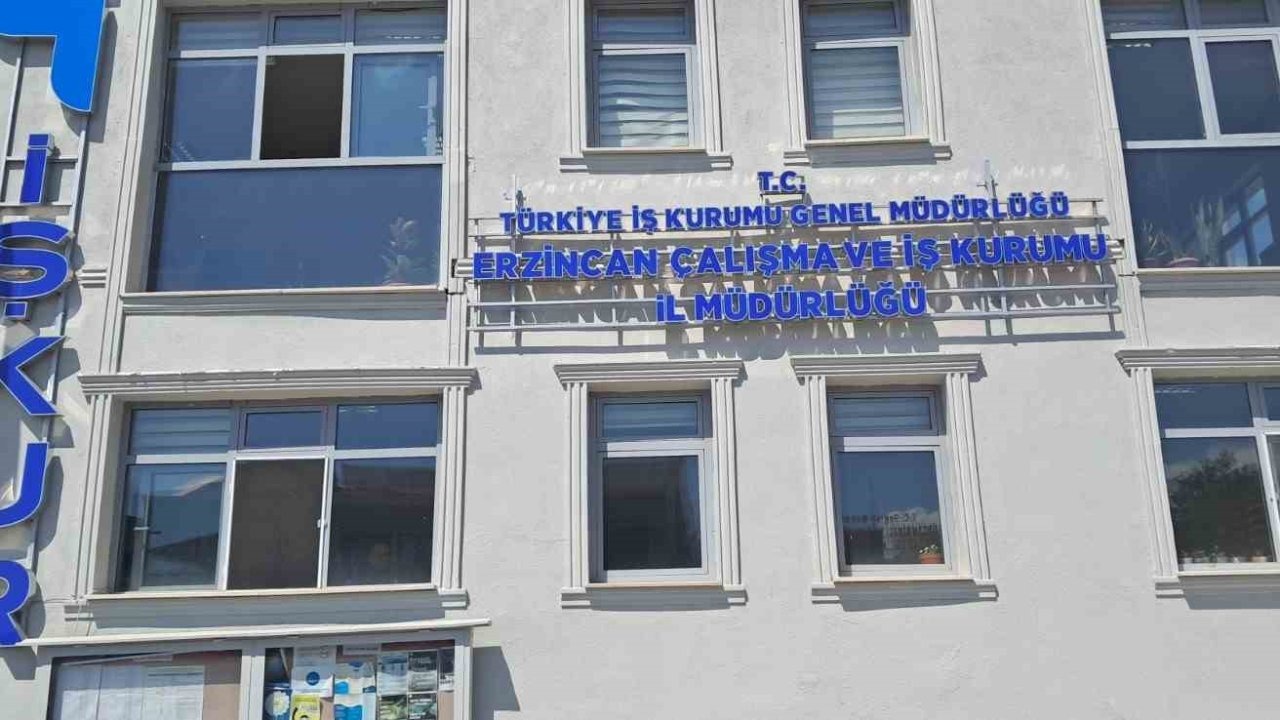 T.C.
TÜRKİYE İŞ KURUMU GENEL MÜDÜRLÜĞÜ
ERZİNCAN ÇALIŞMA VE İŞ KURUMU
İL MÜDÜRLÜĞÜ
İŞKUR